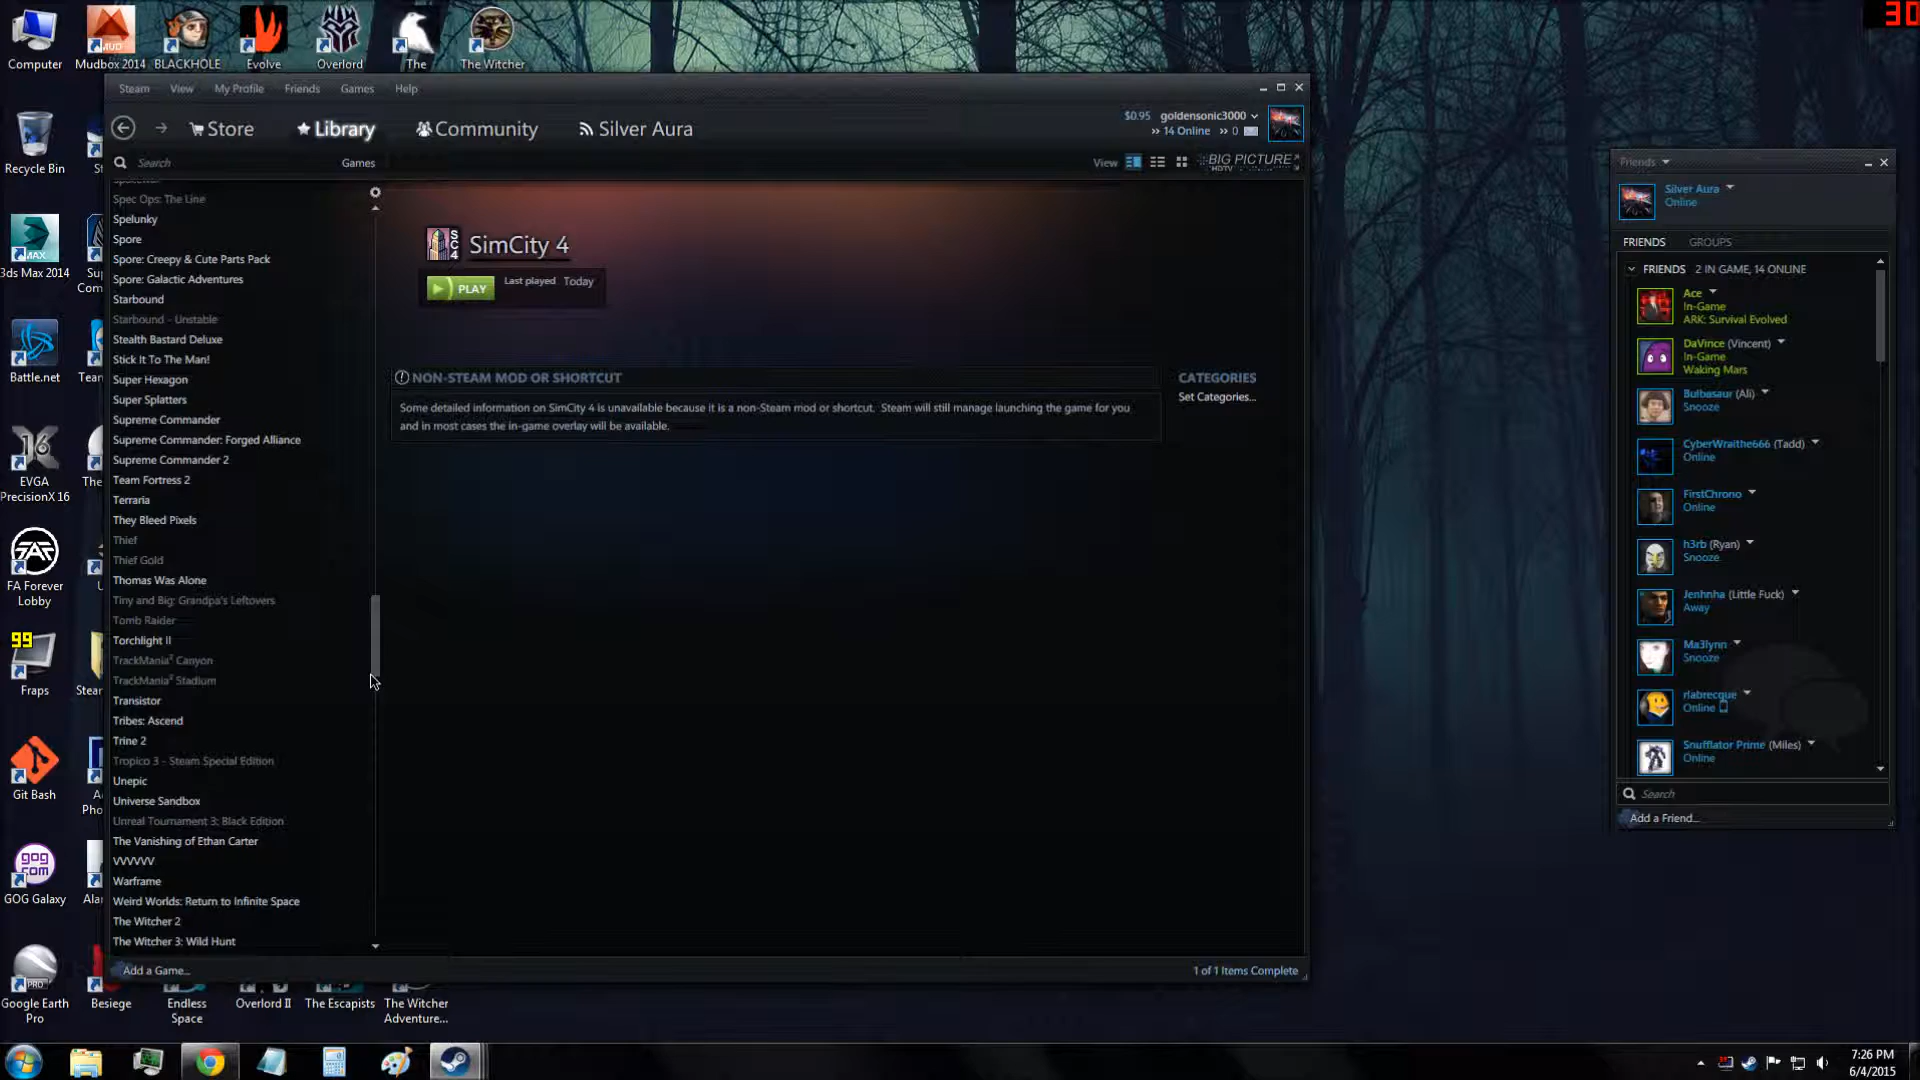 30
Computer
Mudbox 2014
BLACKHOLE
Evolve
Overlord
The
The Witcher
Steam View My Profile Friends Games Help
$0.95 goldensonic3000
» 14 Online » 0
Store Library Community Silver Aura
Search
Games
View
BIG PICTURE
Recycle Bin
3ds Max 2014
Battle.net
EVGA
PrecisionX 16
FA Forever
Lobby
99
Fraps
Git Bash
gog
com
GOG Galaxy
Google Earth
Pro
Spec Ops: The Line
Spelunky
Spore
Spore: Creepy & Cute Parts Pack
Spore: Galactic Adventures
Starbound
Starbound - Unstable
Stealth Bastard Deluxe
Stick It To The Man!
Super Hexagon
Super Splatters
Supreme Commander
Supreme Commander: Forged Alliance
Supreme Commander 2
Team Fortress 2
Terraria
They Bleed Pixels
Thief
Thief Gold
Thomas Was Alone
Tiny and Big: Grandpa's Leftovers
Tomb Raider
Torchlight II
TrackMania² Canyon
TrackMania² Stadium
Transistor
Tribes: Ascend
Trine 2
Tropico 3 - Steam Special Edition
Unepic
Universe Sandbox
Unreal Tournament 3: Black Edition
The Vanishing of Ethan Carter
VVVVVV
Warframe
Weird Worlds: Return to Infinite Space
The Witcher 2
The Witcher 3: Wild Hunt
SC4
SimCity 4
PLAY
Last played Today
NON-STEAM MOD OR SHORTCUT
Some detailed information on SimCity 4 is unavailable because it is a non-Steam mod or shortcut. Steam will still manage launching the game for you
and in most cases the in-game overlay will be available.
CATEGORIES
Set Categories...
Add a Game...
1 of 1 Items Complete
Besiege
Endless
Space
Overlord II
The Escapists
The Witcher
Adventure...
Friends
Silver Aura
Online
FRIENDS GROUPS
FRIENDS 2 IN GAME, 14 ONLINE
Ace
In-Game
ARK: Survival Evolved
DaVince (Vincent)
In-Game
Waking Mars
Bulbasaur (Ali)
Snooze
CyberWraithe666 (Tadd)
Online
FirstChrono
Online
h3rb (Ryan)
Snooze
Jenhnha (Little Fuck)
Away
Ma3lynn
Snooze
rlabrecque
Online
Snufflator Prime (Miles)
Online
Search
Add a Friend...
7:26 PM
6/4/2015